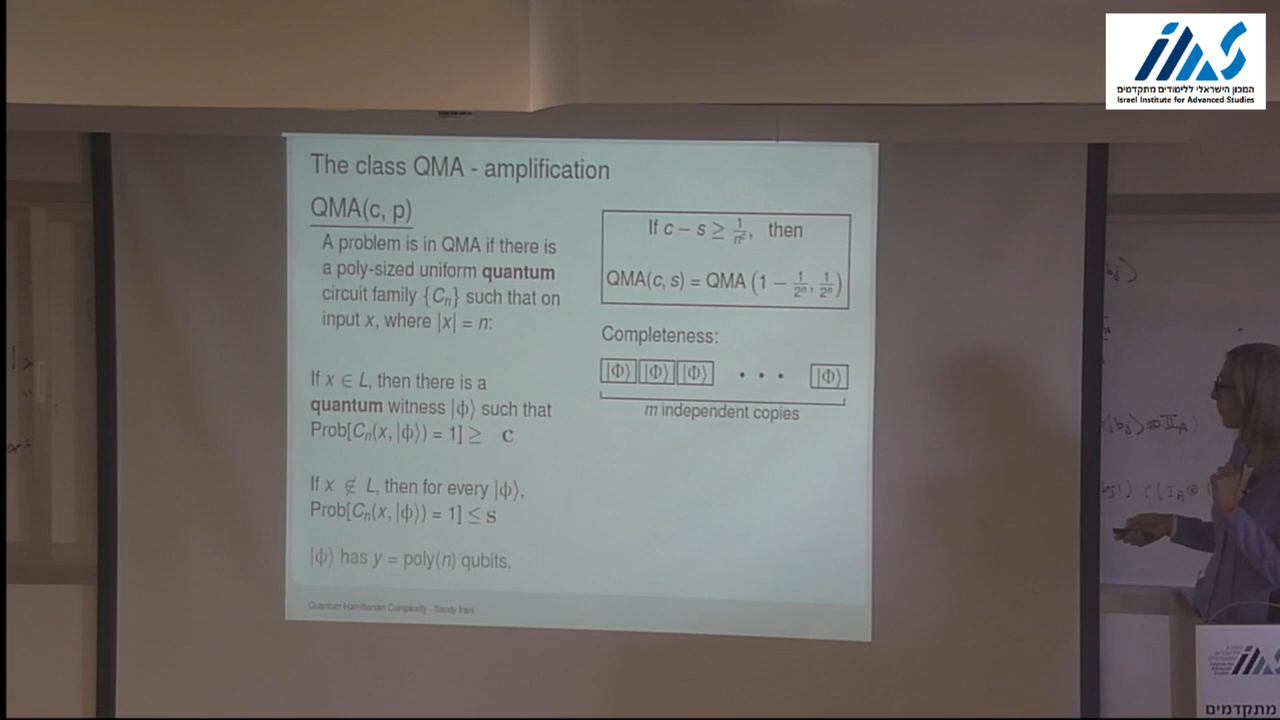 המכון הישראלי ללימודים מתקדמים
Israel Institute for Advanced Studies
The class QMA - amplification
QMA(c, p)
A problem is in QMA if there is
a poly-sized uniform quantum
circuit family {Cₙ} such that on
input x, where |x| = n:
If x ∈ L, then there is a
quantum witness |ϕ⟩ such that
Prob[Cₙ(x, |ϕ⟩) = 1] ≥ c
If x ∉ L, then for every |ϕ⟩,
Prob[Cₙ(x, |ϕ⟩) = 1] ≤ s
|ϕ⟩ has y = poly(n) qubits.
Quantum Hamiltonian Complexity - Sandy Irani
If c − s ≥ 1/nᶜ, then
QMA(c, s) = QMA (1 − 1/2ⁿ, 1/2ⁿ)
Completeness:
|Φ⟩ |Φ⟩ |Φ⟩ • • • |Φ⟩
m independent copies
מתקדמים